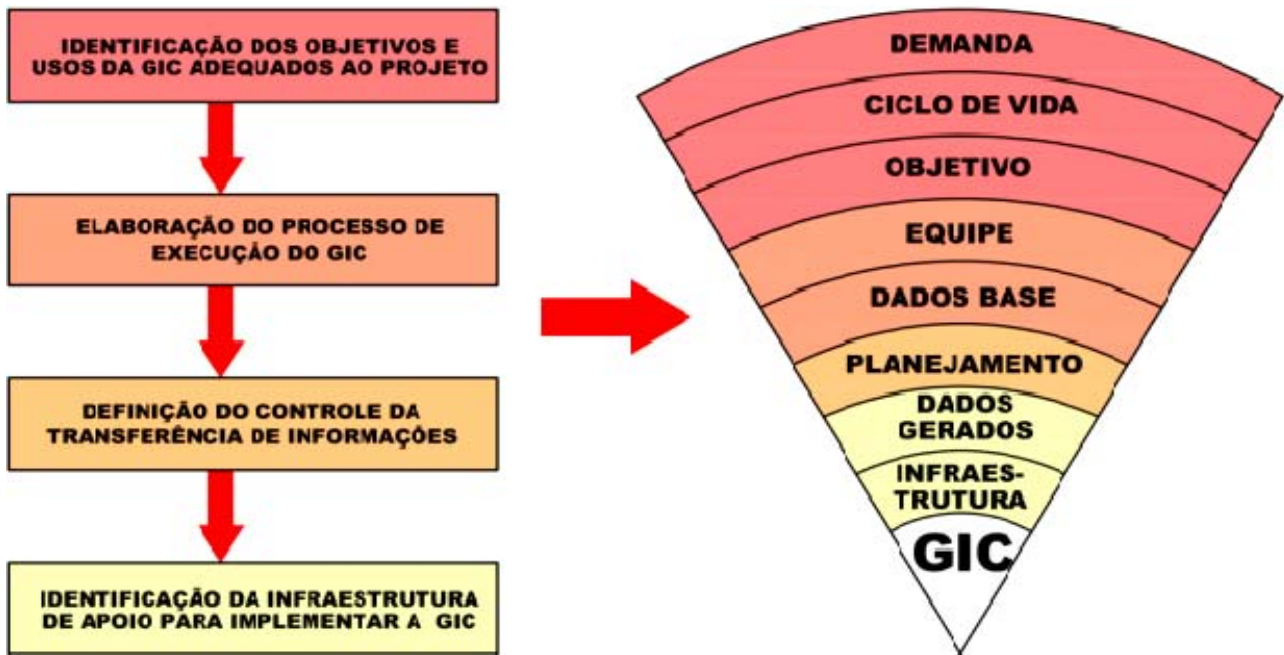 IDENTIFICAÇÃO DOS OBJETIVOS E
USOS DA GIC ADEQUADOS AO PROJETO
ELABORAÇÃO DO PROCESSO DE
EXECUÇÃO DO GIC
DEFINIÇÃO DO CONTROLE DA
TRANSFERÊNCIA DE INFORMAÇÕES
IDENTIFICAÇÃO DA INFRAESTRUTURA
DE APOIO PARA IMPLEMENTAR A GIC
DEMANDA
CICLO DE VIDA
OBJETIVO
EQUIPE
DADOS BASE
PLANEJAMENTO
DADOS
GERADOS
INFRAES-
TRUTURA
GIC